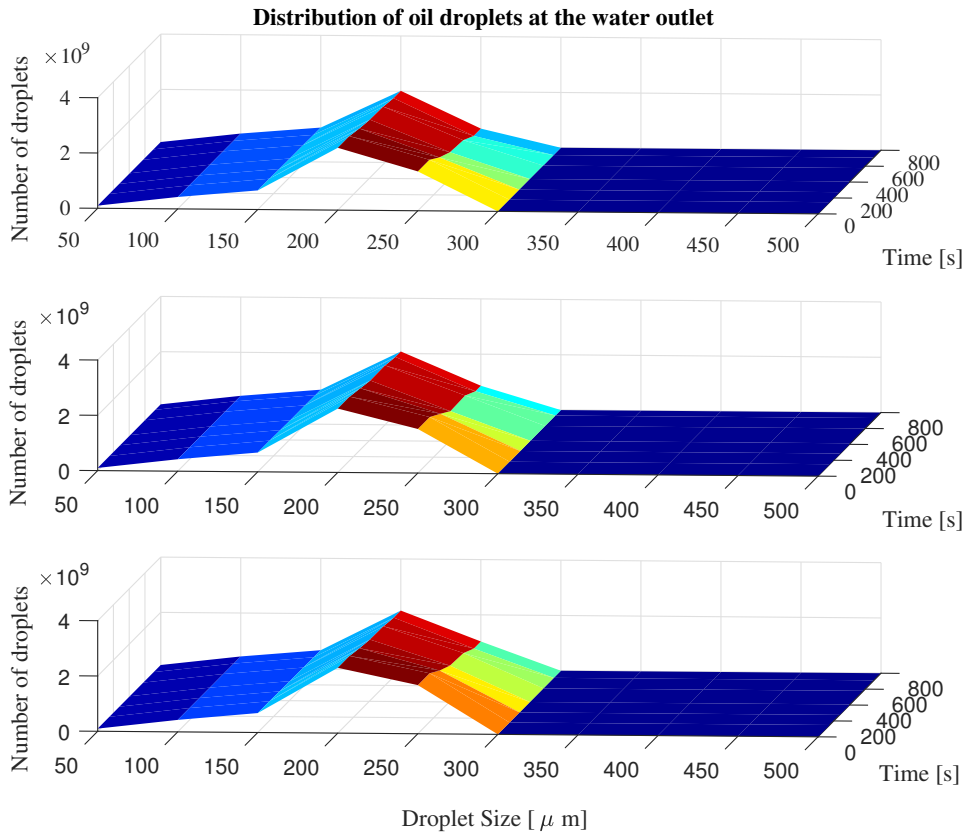 Distribution of oil droplets at the water outlet
×10⁹
Number of droplets
4
2
0
50 100 150 200 250 300 350 400 450 500
0 200 400 600 800
Time [s]
×10⁹
Number of droplets
4
2
0
50 100 150 200 250 300 350 400 450 500
0 200 400 600 800
Time [s]
×10⁹
Number of droplets
4
2
0
50 100 150 200 250 300 350 400 450 500
0 200 400 600 800
Time [s]
Droplet Size [ μ m]